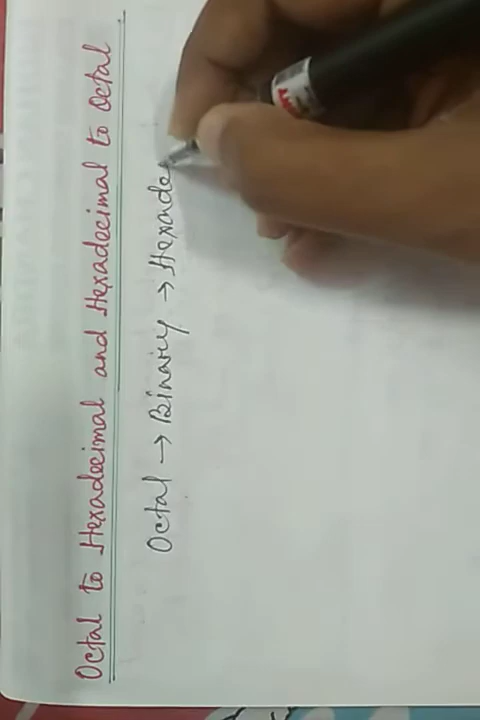 Octal to Hexadecimal and Hexadecimal to Octal
Octal → Binary → Hexade